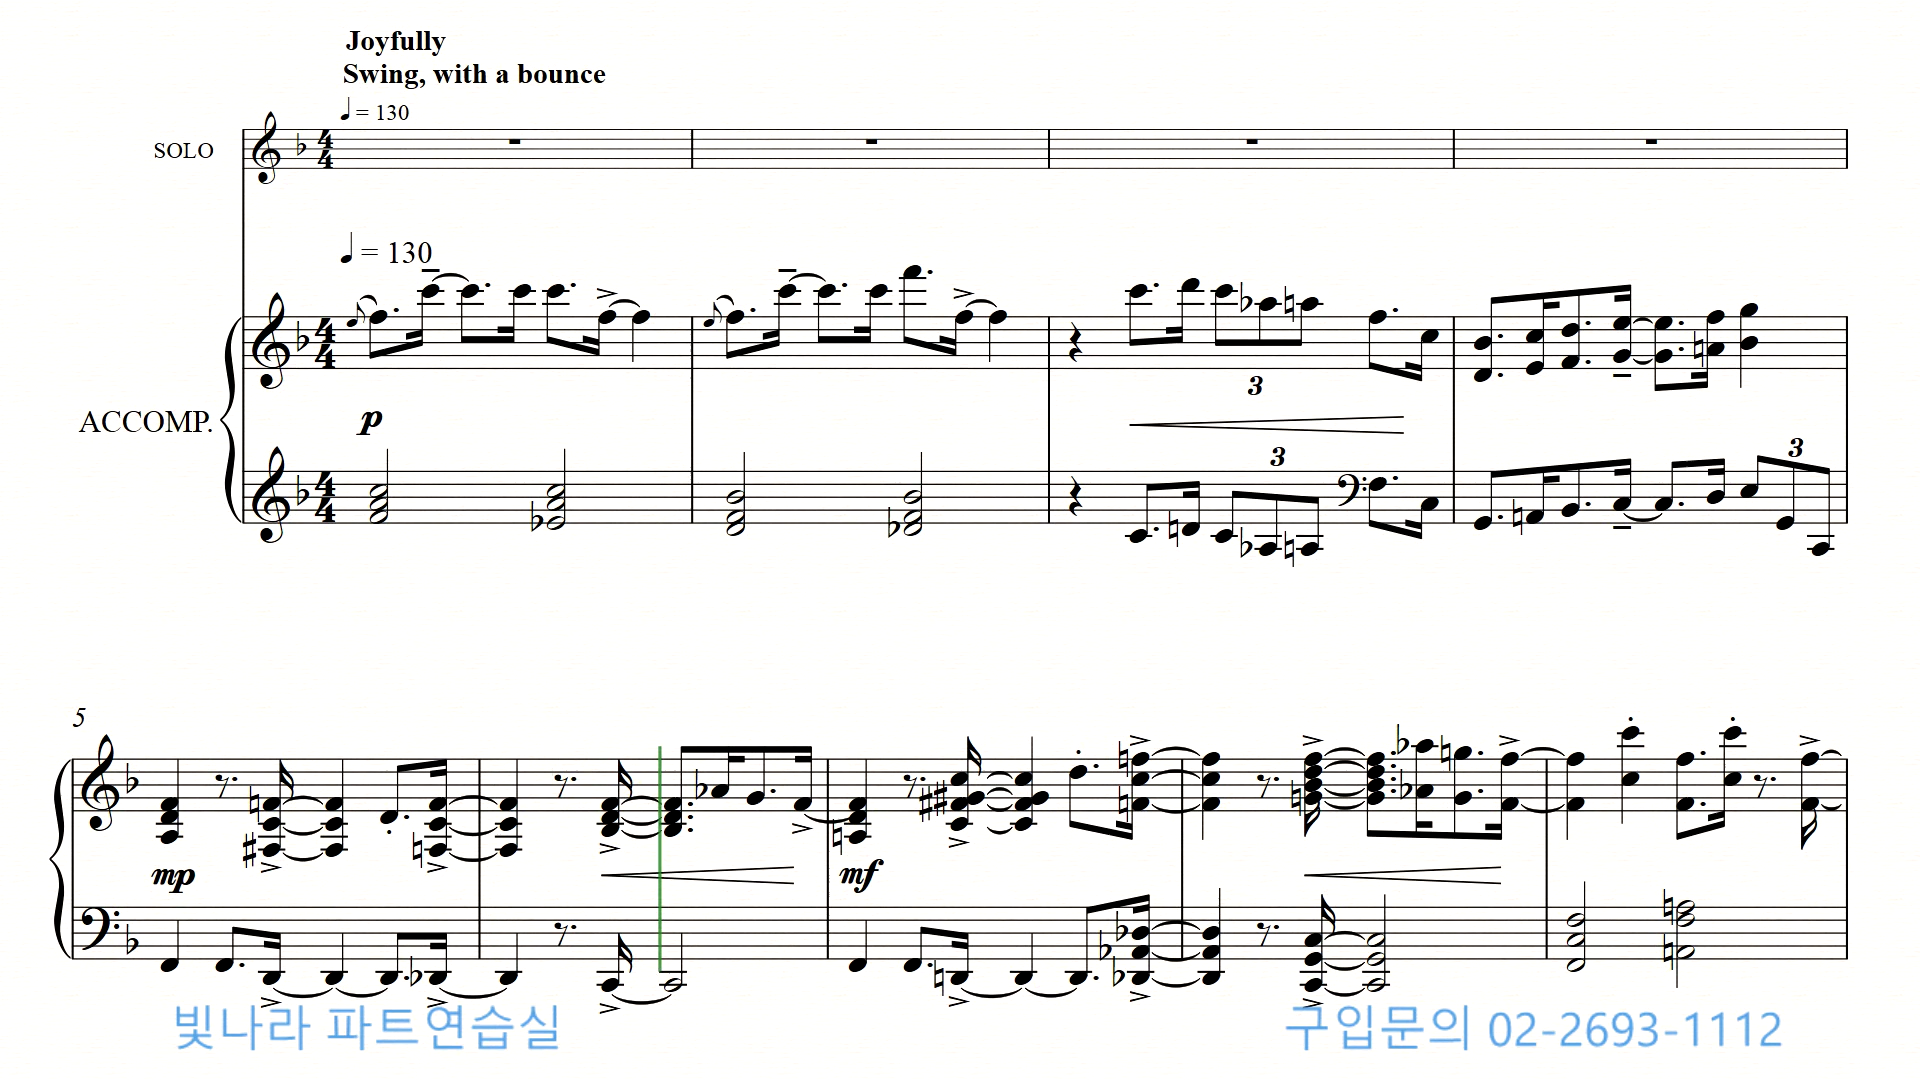 Joyfully
Swing, with a bounce
♩ = 130
SOLO
♩ = 130
ACCOMP.
p
3
3
3
5
mp
mf
빛나라 파트연습실
구입문의 02-2693-1112